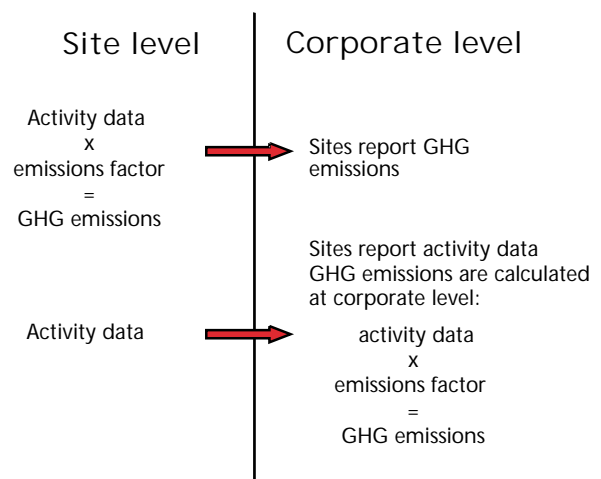 Site level
Corporate level
Activity data
x
emissions factor
=
GHG emissions
Sites report GHG
emissions
Activity data
Sites report activity data
GHG emissions are calculated
at corporate level:
activity data
x
emissions factor
=
GHG emissions